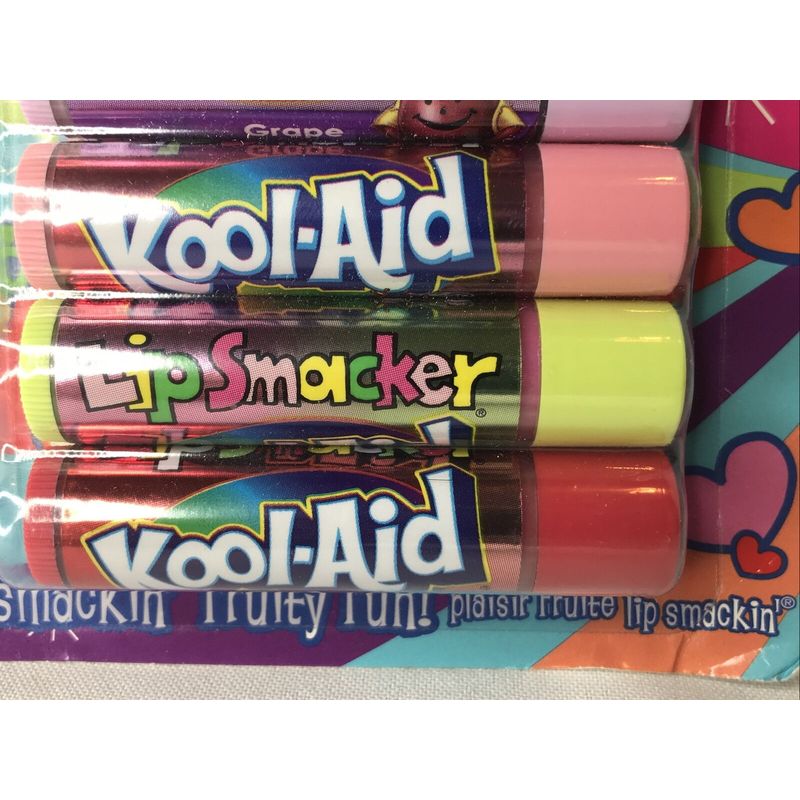 Grape
Kool-Aid
Lip Smacker®
Kool-Aid
smackin' fruity fun! plaisir fruité lip smackin'®